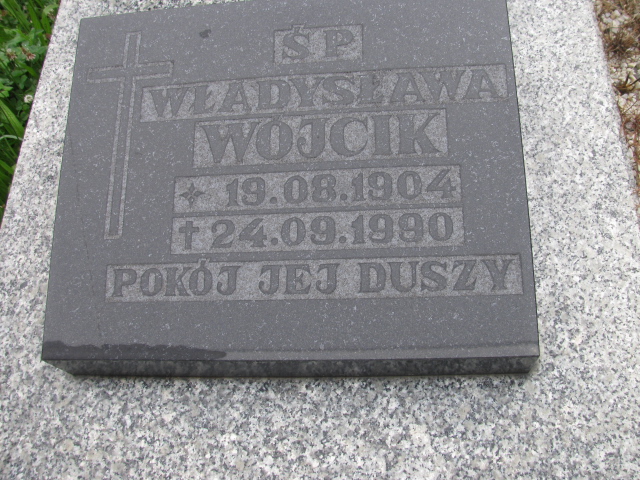 ŚP
WŁADYSŁAWA
WÓJCIK
19.08.1904
† 24.09.1990
POKÓJ JEJ DUSZY